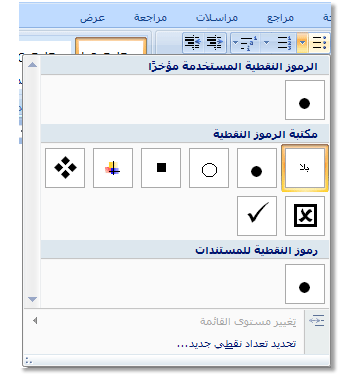 مراجع مراسلات مراجعة عرض
الرموز النقطية المستخدمة مؤخرًا
مكتبة الرموز النقطية
بلا
رموز النقطية للمستندات
تغيير مستوى القائمة
تحديد تعداد نقطي جديد...